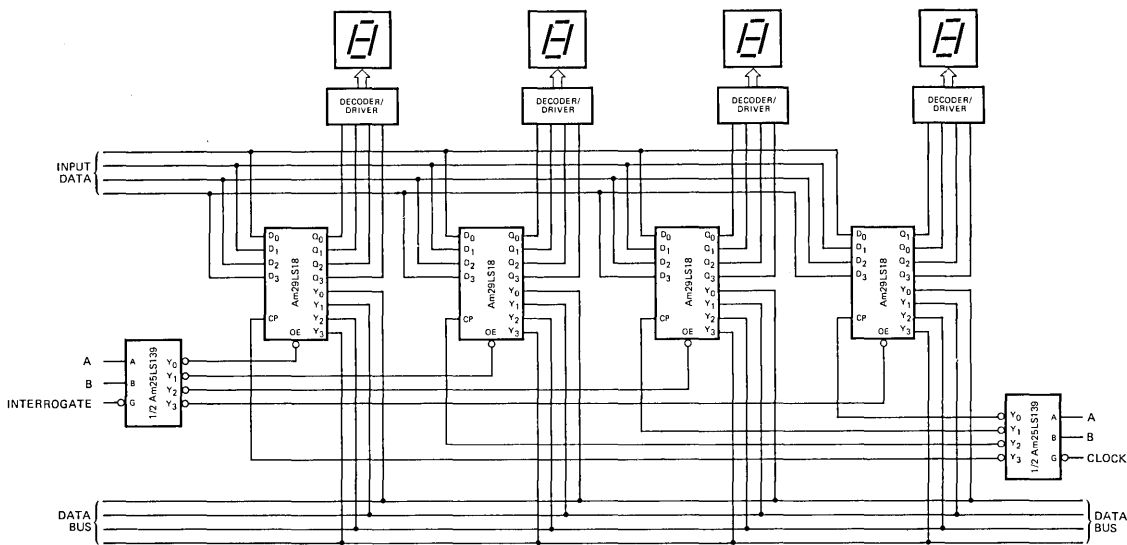 DECODER/
DRIVER
DECODER/
DRIVER
DECODER/
DRIVER
DECODER/
DRIVER
INPUT
DATA
D0 Q0
D1 Q1
D2 Q2
D3 Q3
Y0
Y1
CP Y2
OE Y3
Am29LS18
D0 Q0
D1 Q1
D2 Q2
D3 Q3
Y0
Y1
CP Y2
OE Y3
Am29LS18
D0 Q0
D1 Q1
D2 Q2
D3 Q3
Y0
Y1
CP Y2
OE Y3
Am29LS18
D0 Q1
D1 Q0
D2 Q2
D3 Q3
Y0
Y1
CP Y2
OE Y3
Am29LS18
A A Y0
B B Y1
Y2
INTERROGATE G Y3
1/2 Am25LS139
Y0 A A
Y1
Y2 B B
Y3 G CLOCK
1/2 Am25LS139
DATA
BUS
DATA
BUS